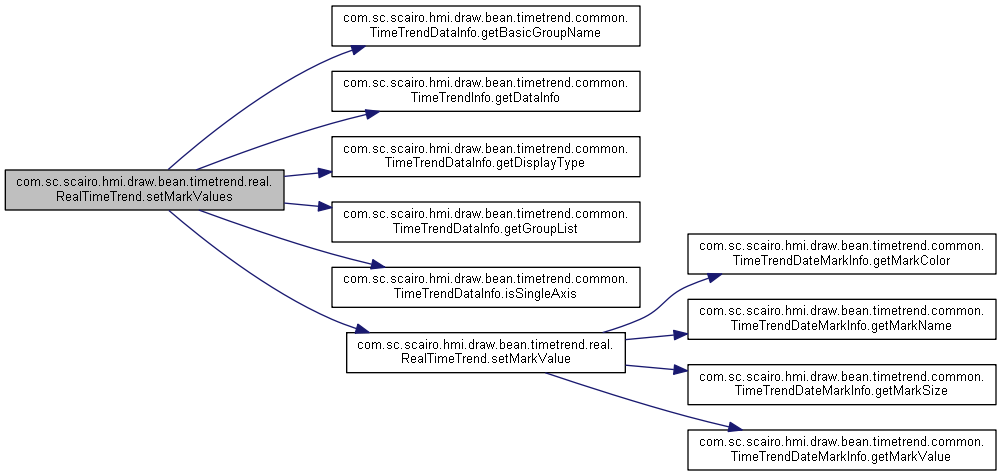 com.sc.scairo.hmi.draw.bean.timetrend.common.
TimeTrendDataInfo.getBasicGroupName
com.sc.scairo.hmi.draw.bean.timetrend.common.
TimeTrendInfo.getDataInfo
com.sc.scairo.hmi.draw.bean.timetrend.common.
TimeTrendDataInfo.getDisplayType
com.sc.scairo.hmi.draw.bean.timetrend.real.
RealTimeTrend.setMarkValues
com.sc.scairo.hmi.draw.bean.timetrend.common.
TimeTrendDataInfo.getGroupList
com.sc.scairo.hmi.draw.bean.timetrend.common.
TimeTrendDataInfo.isSingleAxis
com.sc.scairo.hmi.draw.bean.timetrend.real.
RealTimeTrend.setMarkValue
com.sc.scairo.hmi.draw.bean.timetrend.common.
TimeTrendDateMarkInfo.getMarkColor
com.sc.scairo.hmi.draw.bean.timetrend.common.
TimeTrendDateMarkInfo.getMarkName
com.sc.scairo.hmi.draw.bean.timetrend.common.
TimeTrendDateMarkInfo.getMarkSize
com.sc.scairo.hmi.draw.bean.timetrend.common.
TimeTrendDateMarkInfo.getMarkValue